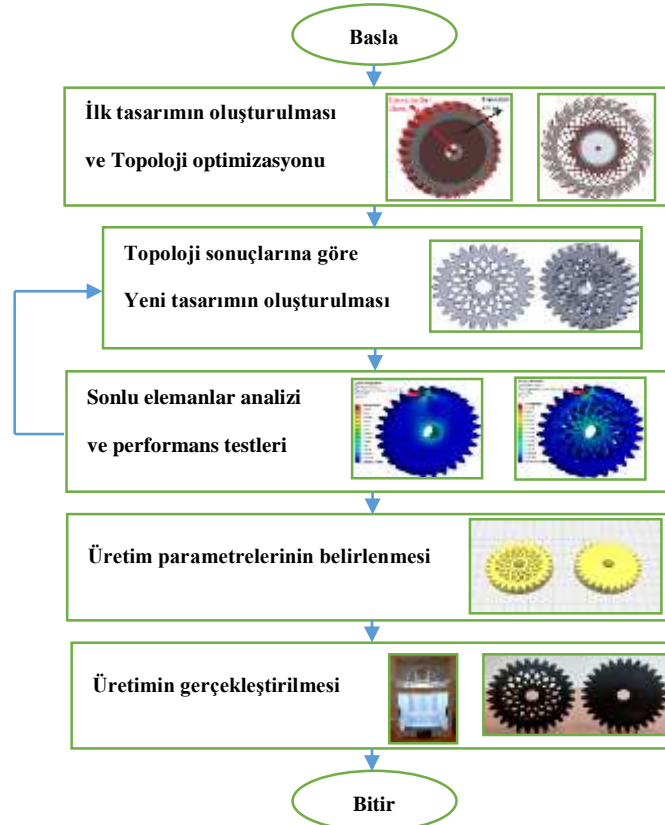 Basla
İlk tasarımın oluşturulması
ve Topoloji optimizasyonu
Topoloji sonuçlarına göre
Yeni tasarımın oluşturulması
Sonlu elemanlar analizi
ve performans testleri
Üretim parametrelerinin belirlenmesi
Üretimin gerçekleştirilmesi
Bitir